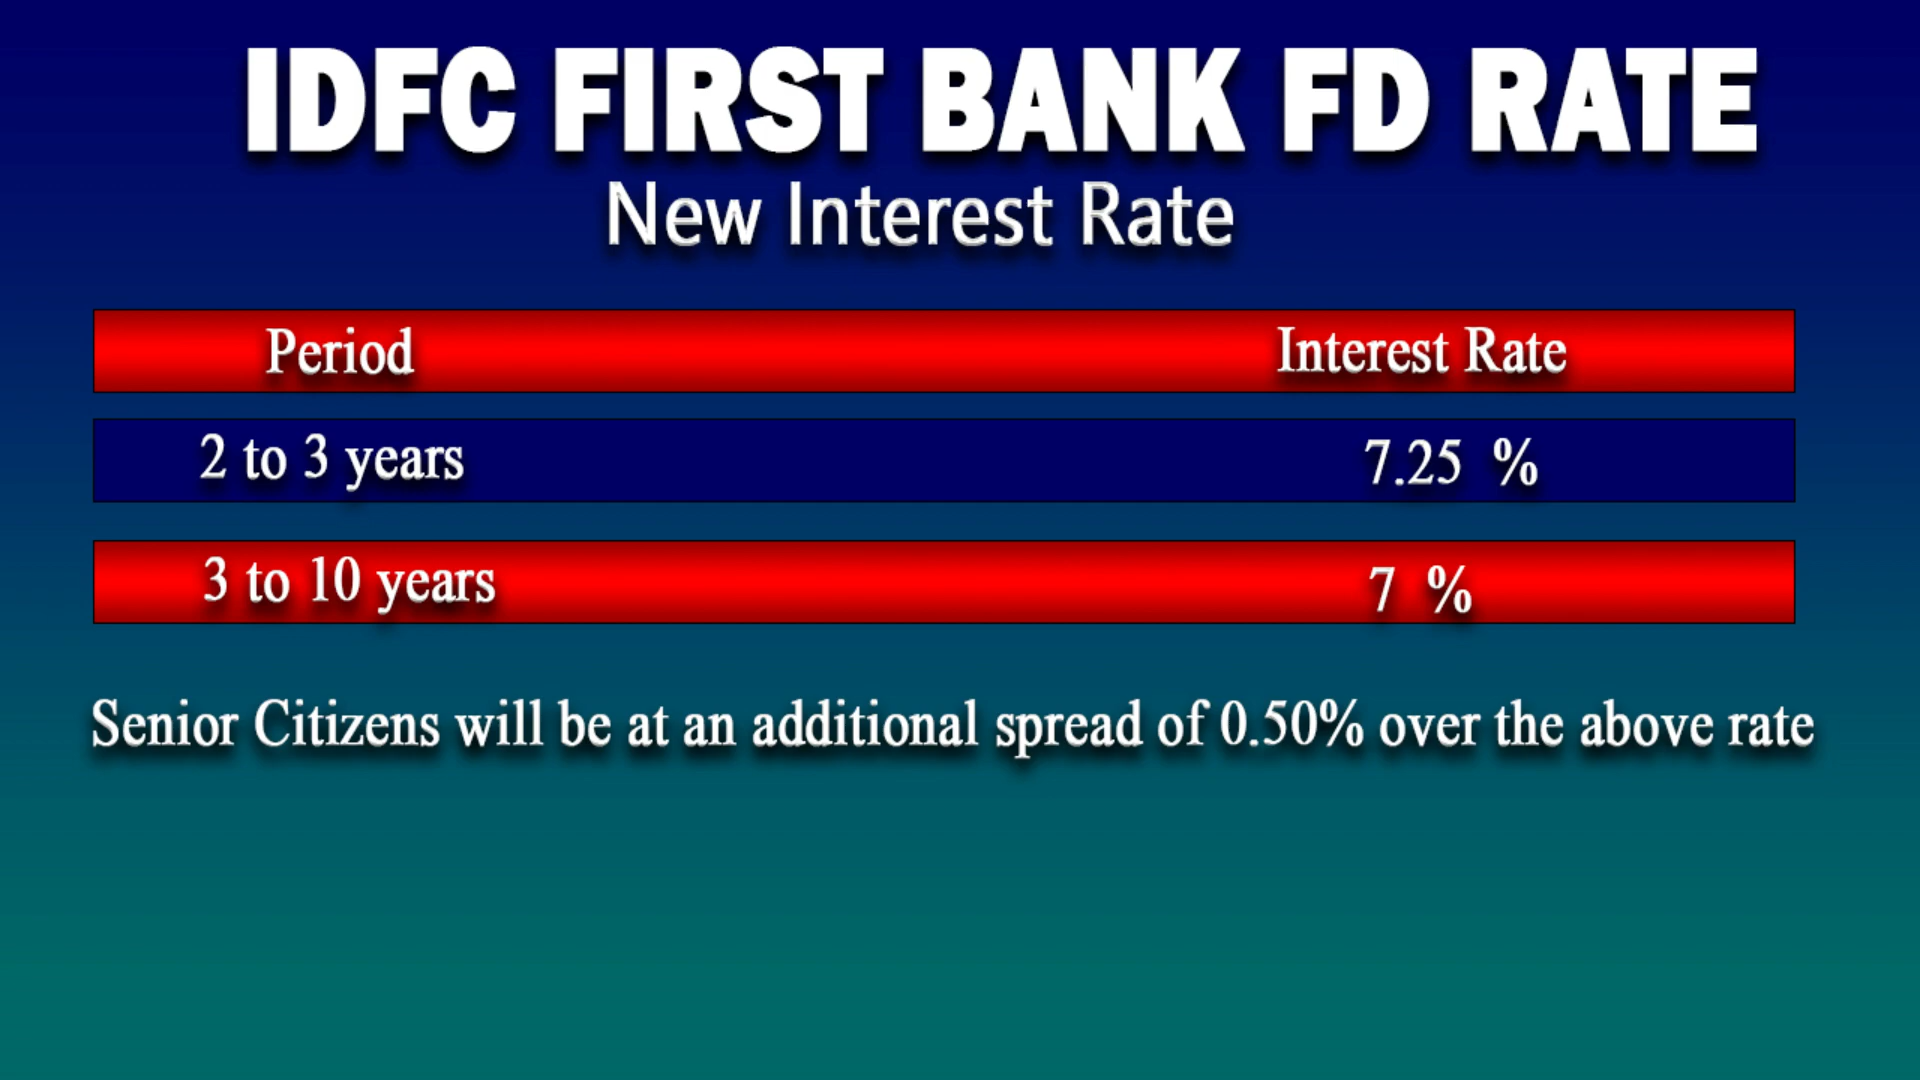 IDFC FIRST BANK FD RATE
New Interest Rate
Period Interest Rate
2 to 3 years 7.25 %
3 to 10 years 7 %
Senior Citizens will be at an additional spread of 0.50% over the above rate